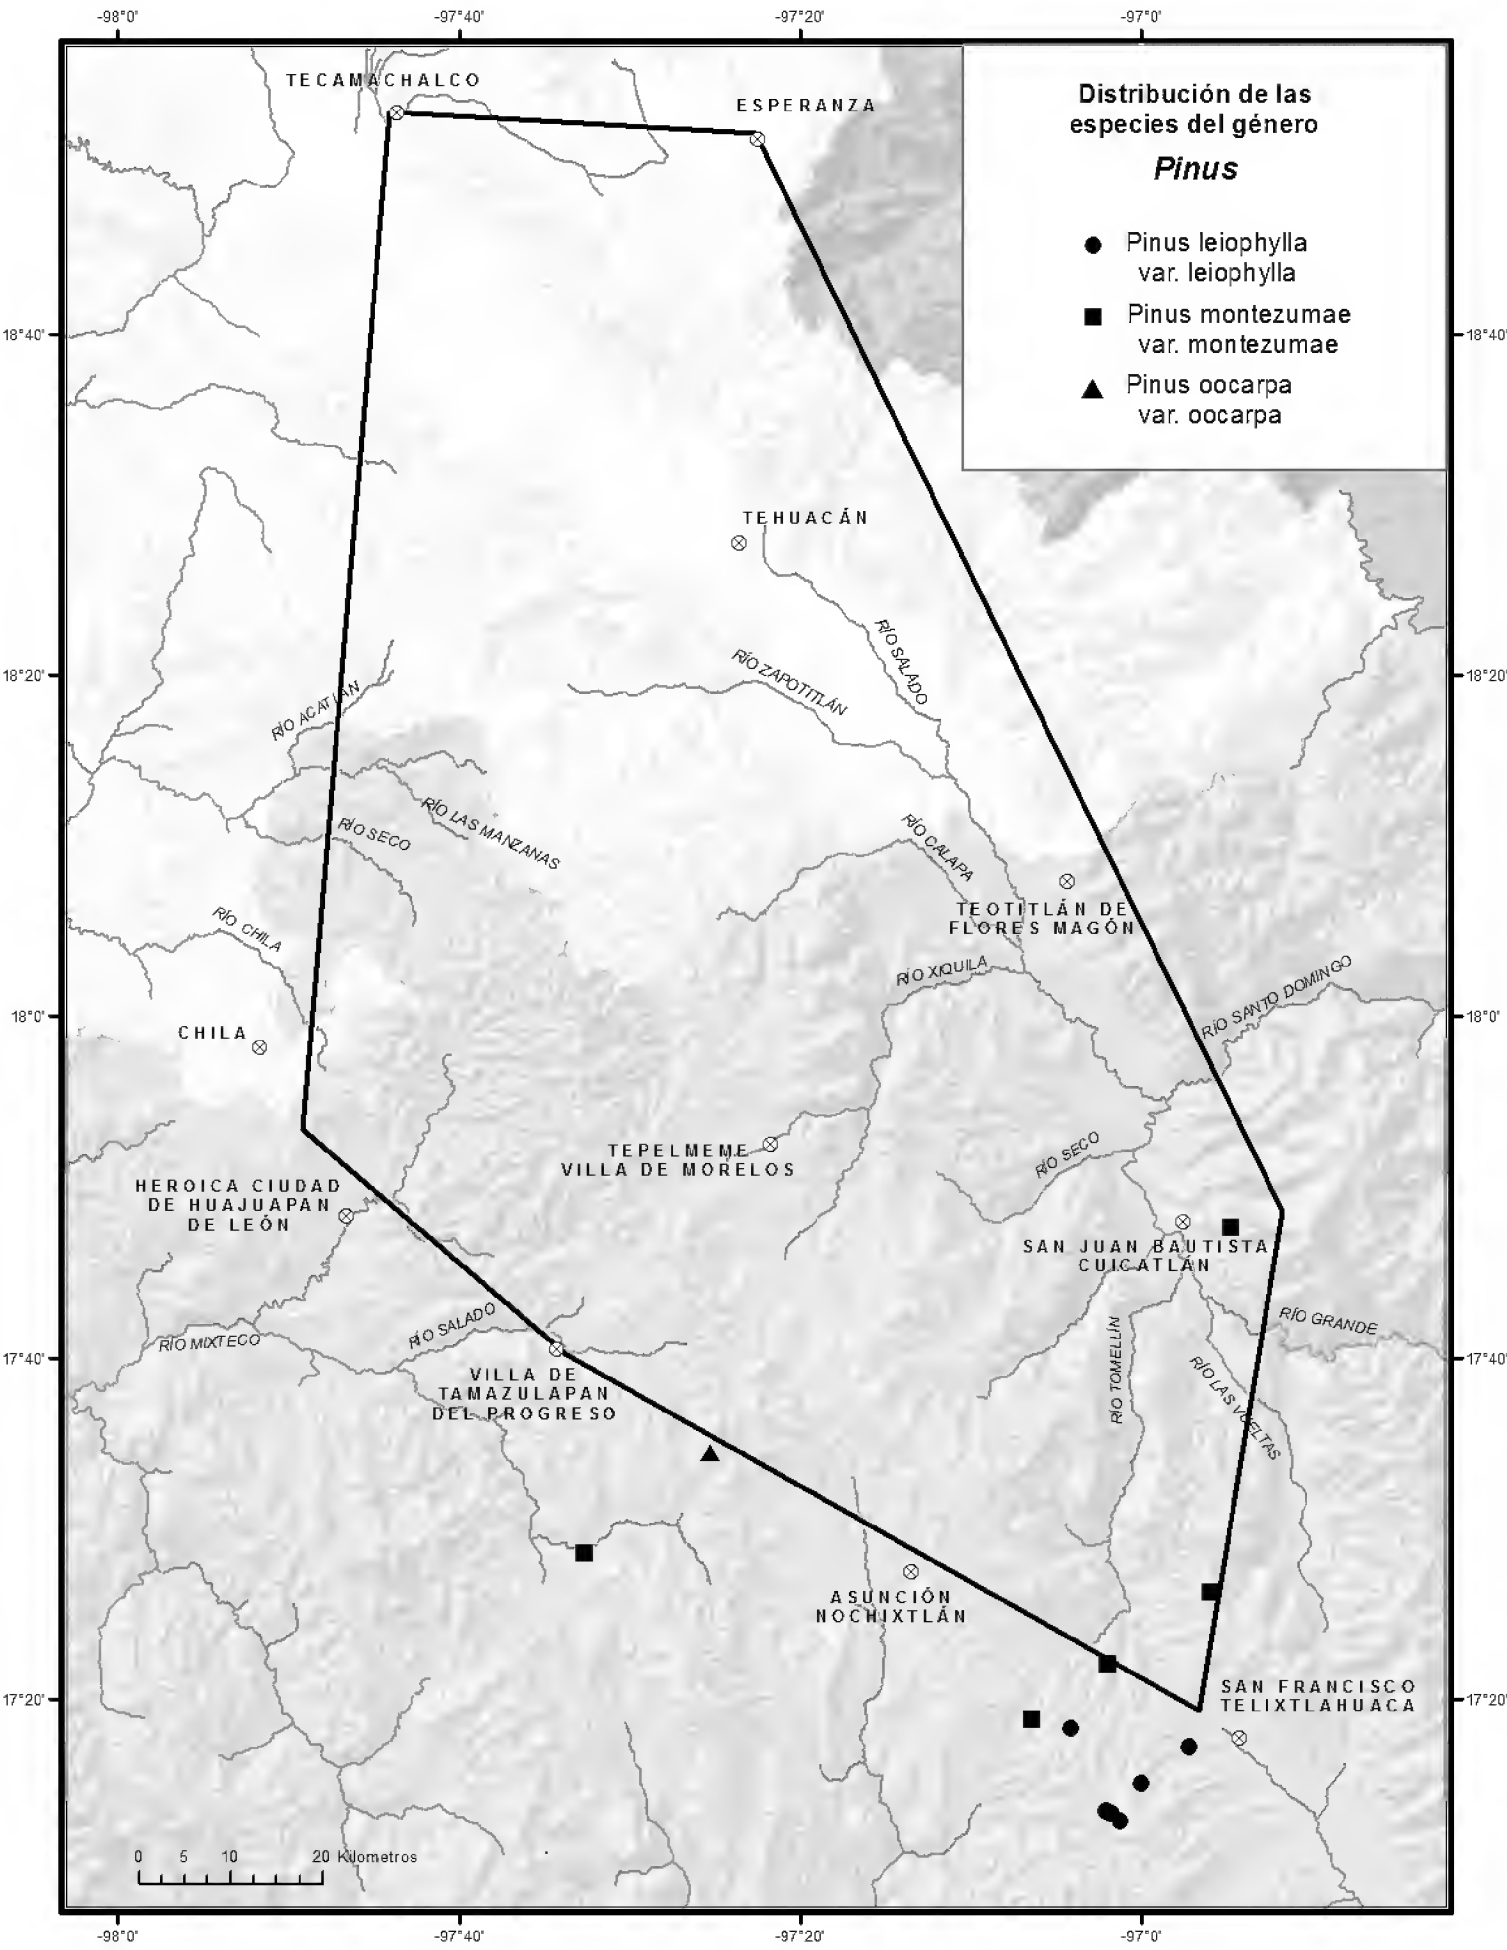 -98°0'
-97°40'
-97°20'
-97°0'
TECAMACHALCO
ESPERANZA
Distribución de las
especies del género
Pinus
Pinus leiophylla
var. leiophylla
Pinus montezumae
var. montezumae
Pinus oocarpa
var. oocarpa
18°40'
18°40'
TEHUACÁN
RÍO SALADO
RÍO ZAPOTITLÁN
18°20'
18°20'
RÍO ACATLÁN
RÍO LAS MANZANAS
RÍO SECO
RÍO CALAPA
TEOTITLÁN DE
FLORES MAGÓN
RÍO CHILA
RÍO XIQUILA
RÍO SANTO DOMINGO
18°0'
18°0'
CHILA
TEPELMEME
VILLA DE MORELOS
RÍO SECO
HEROICA CIUDAD
DE HUAJUAPAN
DE LEÓN
SAN JUAN BAUTISTA
CUICATLÁN
RÍO SALADO
RÍO MIXTECO
RÍO GRANDE
17°40'
17°40'
VILLA DE
TAMAZULAPAN
DEL PROGRESO
RÍO TOMELLÍN
RÍO LAS VUELTAS
ASUNCIÓN
NOCHIXTLÁN
17°20'
17°20'
SAN FRANCISCO
TELIXTLAHUACA
0 5 10 20 Kilometros
-98°0'
-97°40'
-97°20'
-97°0'